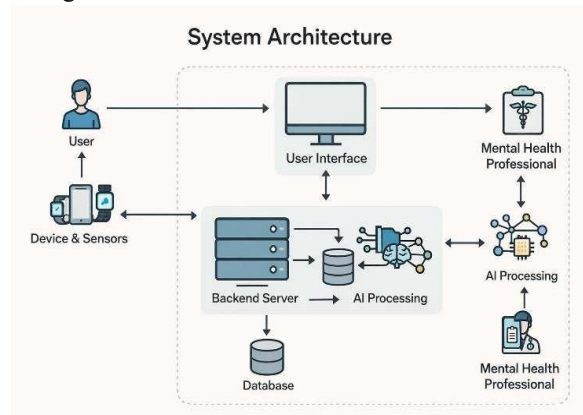 System Architecture
User
User Interface
Mental Health
Professional
Device & Sensors
Backend Server
AI Processing
AI Processing
Database
Mental Health
Professional